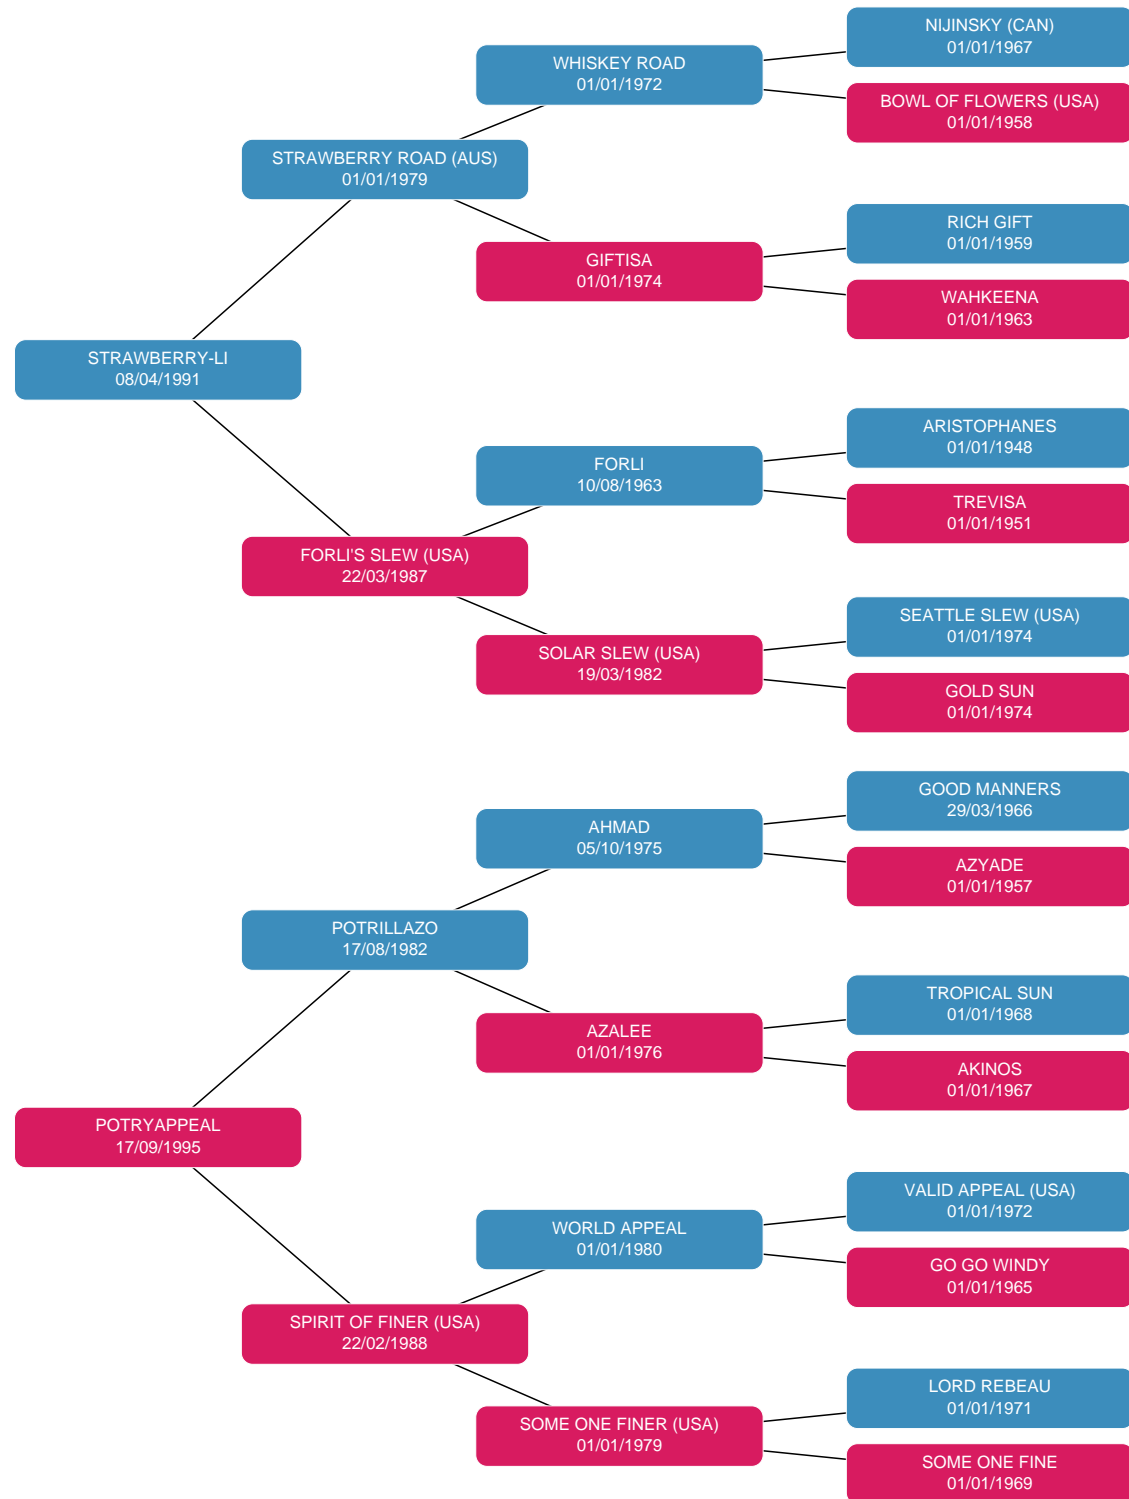 NIJINSKY (CAN)
01/01/1967
WHISKEY ROAD
01/01/1972
BOWL OF FLOWERS (USA)
01/01/1958
STRAWBERRY ROAD (AUS)
01/01/1979
RICH GIFT
01/01/1959
GIFTISA
01/01/1974
WAHKEENA
01/01/1963
STRAWBERRY-LI
08/04/1991
ARISTOPHANES
01/01/1948
FORLI
10/08/1963
TREVISA
01/01/1951
FORLI'S SLEW (USA)
22/03/1987
SEATTLE SLEW (USA)
01/01/1974
SOLAR SLEW (USA)
19/03/1982
GOLD SUN
01/01/1974
GOOD MANNERS
29/03/1966
AHMAD
05/10/1975
AZYADE
01/01/1957
POTRILLAZO
17/08/1982
TROPICAL SUN
01/01/1968
AZALEE
01/01/1976
AKINOS
01/01/1967
POTRYAPPEAL
17/09/1995
VALID APPEAL (USA)
01/01/1972
WORLD APPEAL
01/01/1980
GO GO WINDY
01/01/1965
SPIRIT OF FINER (USA)
22/02/1988
LORD REBEAU
01/01/1971
SOME ONE FINER (USA)
01/01/1979
SOME ONE FINE
01/01/1969